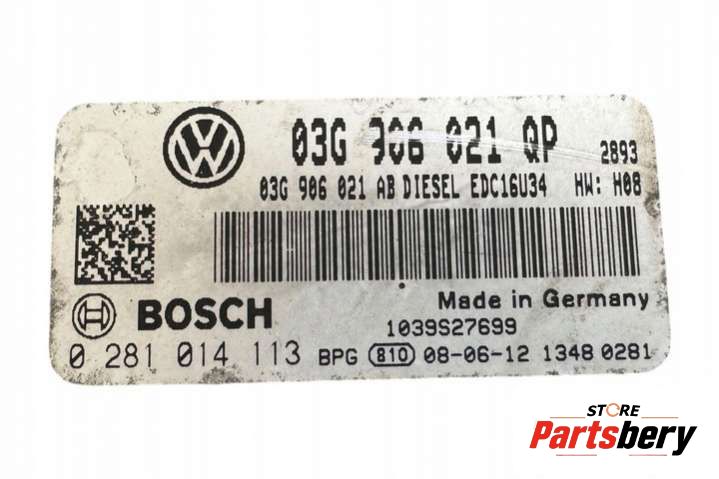 03G 906 021 QP 2893
03G 906 021 AB DIESEL EDC16U34 HW: H08
BOSCH Made in Germany
1039S27699
0 281 014 113 BPG 810 08-06-12 1348 0281
STORE
Partsbery